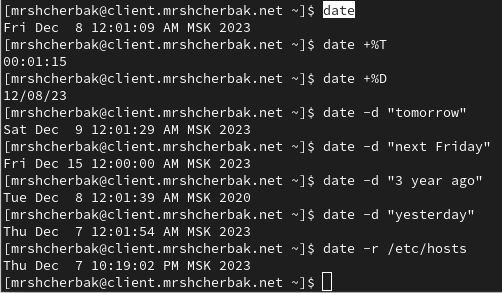 [mrshcherbak@client.mrshcherbak.net ~]$ date
Fri Dec  8 12:01:09 AM MSK 2023
[mrshcherbak@client.mrshcherbak.net ~]$ date +%T
00:01:15
[mrshcherbak@client.mrshcherbak.net ~]$ date +%D
12/08/23
[mrshcherbak@client.mrshcherbak.net ~]$ date -d "tomorrow"
Sat Dec  9 12:01:29 AM MSK 2023
[mrshcherbak@client.mrshcherbak.net ~]$ date -d "next Friday"
Fri Dec 15 12:00:00 AM MSK 2023
[mrshcherbak@client.mrshcherbak.net ~]$ date -d "3 year ago"
Tue Dec  8 12:01:39 AM MSK 2020
[mrshcherbak@client.mrshcherbak.net ~]$ date -d "yesterday"
Thu Dec  7 12:01:54 AM MSK 2023
[mrshcherbak@client.mrshcherbak.net ~]$ date -r /etc/hosts
Thu Dec  7 10:19:02 PM MSK 2023
[mrshcherbak@client.mrshcherbak.net ~]$